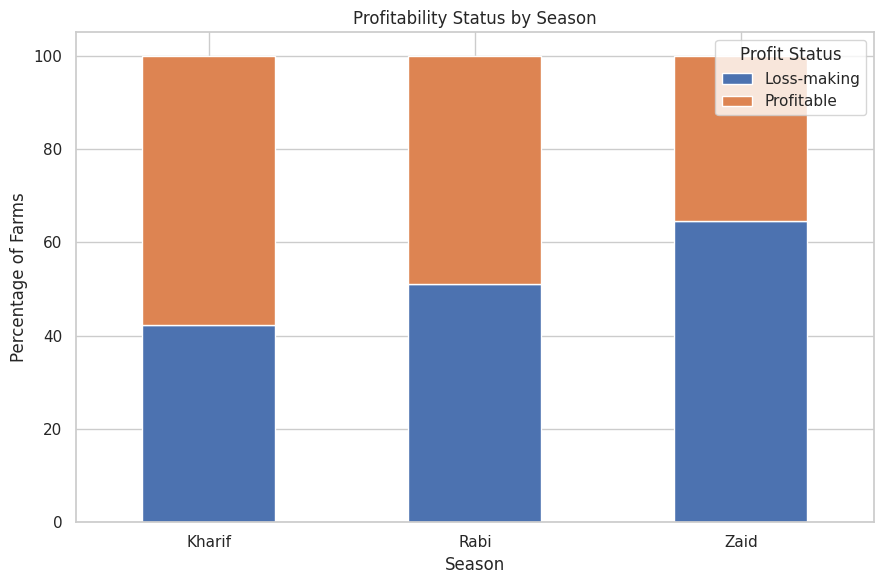 Profitability Status by Season
Profit Status
Loss-making
Profitable
Percentage of Farms
100
80
60
40
20
0
Kharif
Rabi
Zaid
Season